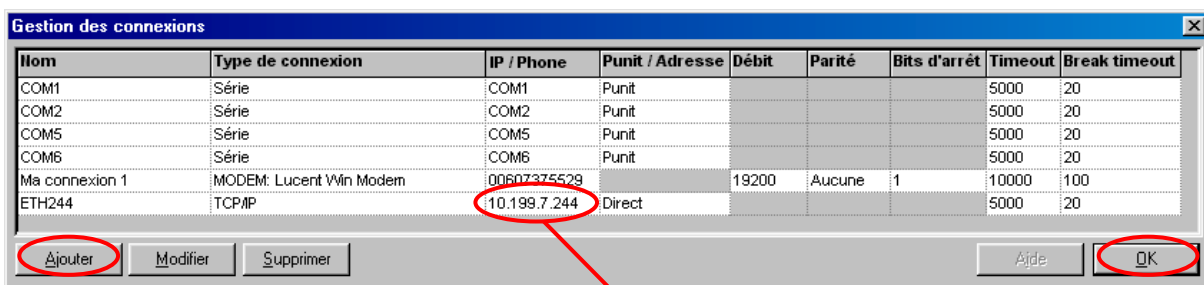 Gestion des connexions
Nom Type de connexion IP / Phone Punit / Adresse Débit Parité Bits d'arrêt Timeout Break timeout
COM1 Série COM1 Punit 5000 20
COM2 Série COM2 Punit 5000 20
COM5 Série COM5 Punit 5000 20
COM6 Série COM6 Punit 5000 20
Ma connexion 1 MODEM: Lucent Win Modem 00607375529 19200 Aucune 1 10000 100
ETH244 TCP/IP 10.199.7.244 Direct 5000 20
Ajouter Modifier Supprimer Aide OK